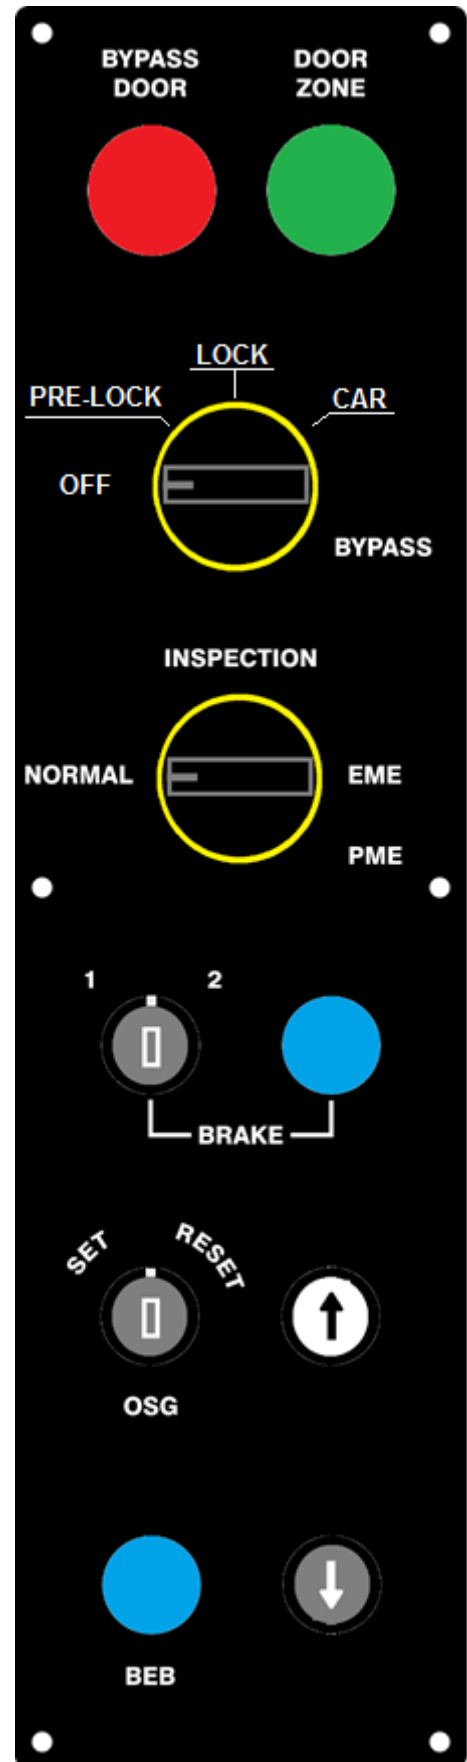 BYPASS DOOR
DOOR ZONE
LOCK
PRE-LOCK
CAR
OFF
BYPASS
INSPECTION
NORMAL
EME
PME
1 2
BRAKE
SET
RESET
OSG
BEB